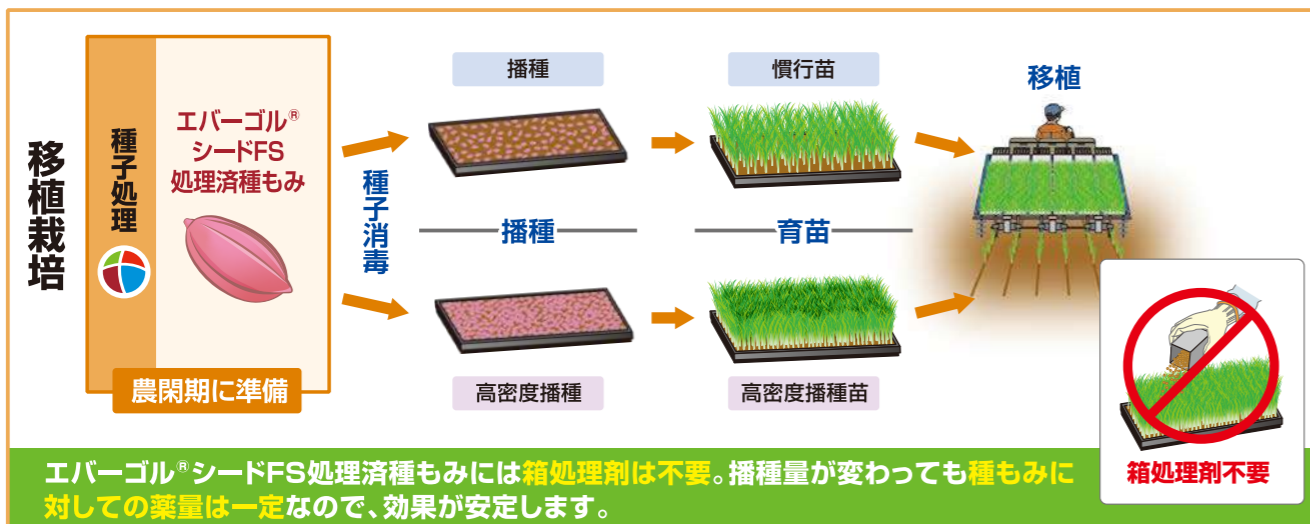 移植栽培
種子処理
エバーゴル®
シードFS
処理済種もみ
農閑期に準備
種子消毒
播種
慣行苗
移植
播種
育苗
高密度播種
高密度播種苗
箱処理剤不要
エバーゴル®シードFS処理済種もみには箱処理剤は不要。播種量が変わっても種もみに
対しての薬量は一定なので、効果が安定します。